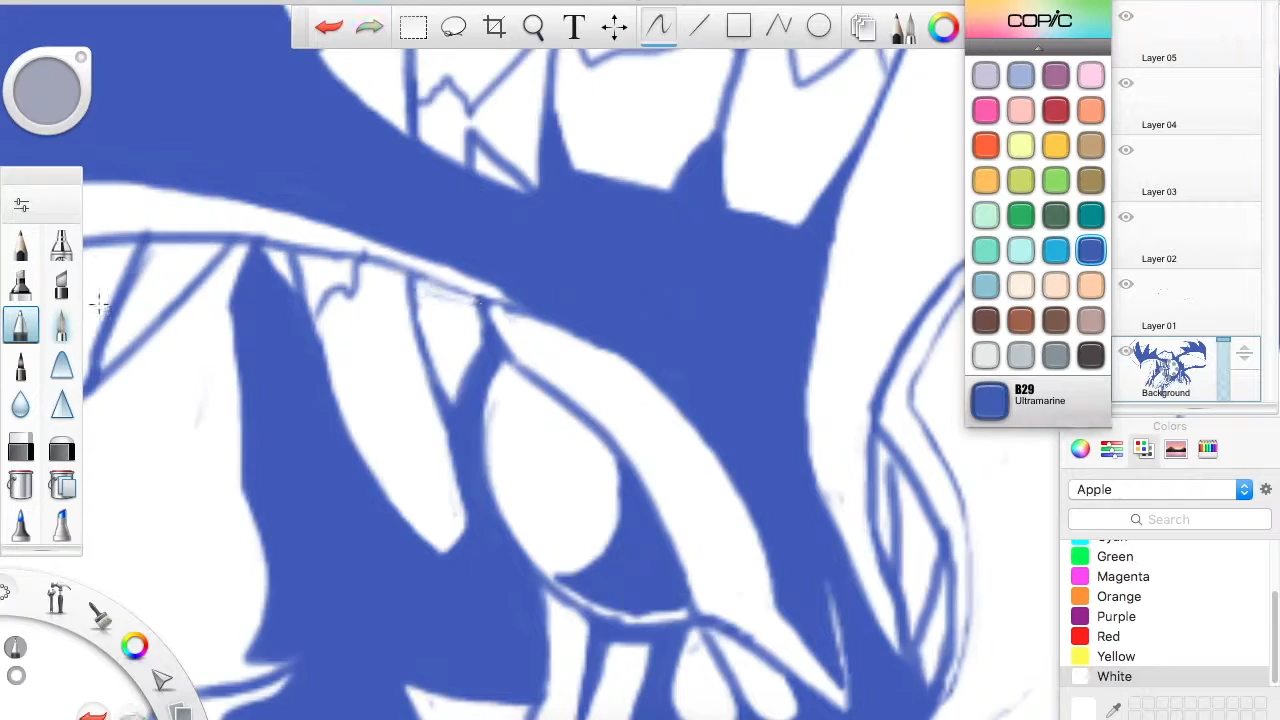 T
COPIC
Layer 05
Layer 04
Layer 03
Layer 02
Layer 01
Background
B29
Ultramarine
Colors
Apple
Search
Cyan
Green
Magenta
Orange
Purple
Red
Yellow
White